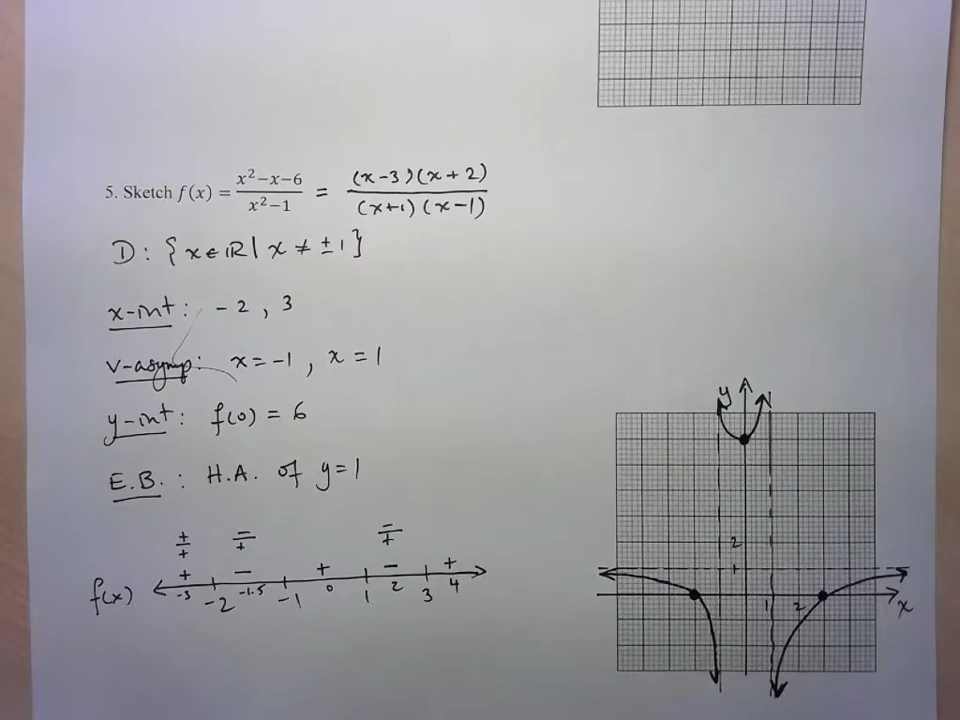 5. Sketch f(x) = (x²−x−6)/(x²−1) = ((x-3)(x+2))/((x+1)(x-1))
D: {x ∈ ℝ | x ≠ ±1}
x-int: -2, 3
v-asymp: x=-1, x=1
y-int: f(0) = 6
E.B.: H.A. of y=1
+/+ −/+ −/+
+ − + − +
f(x) -3 -2 -1.5 -1 0 1 2 3 4
y
2
1
1 2 x